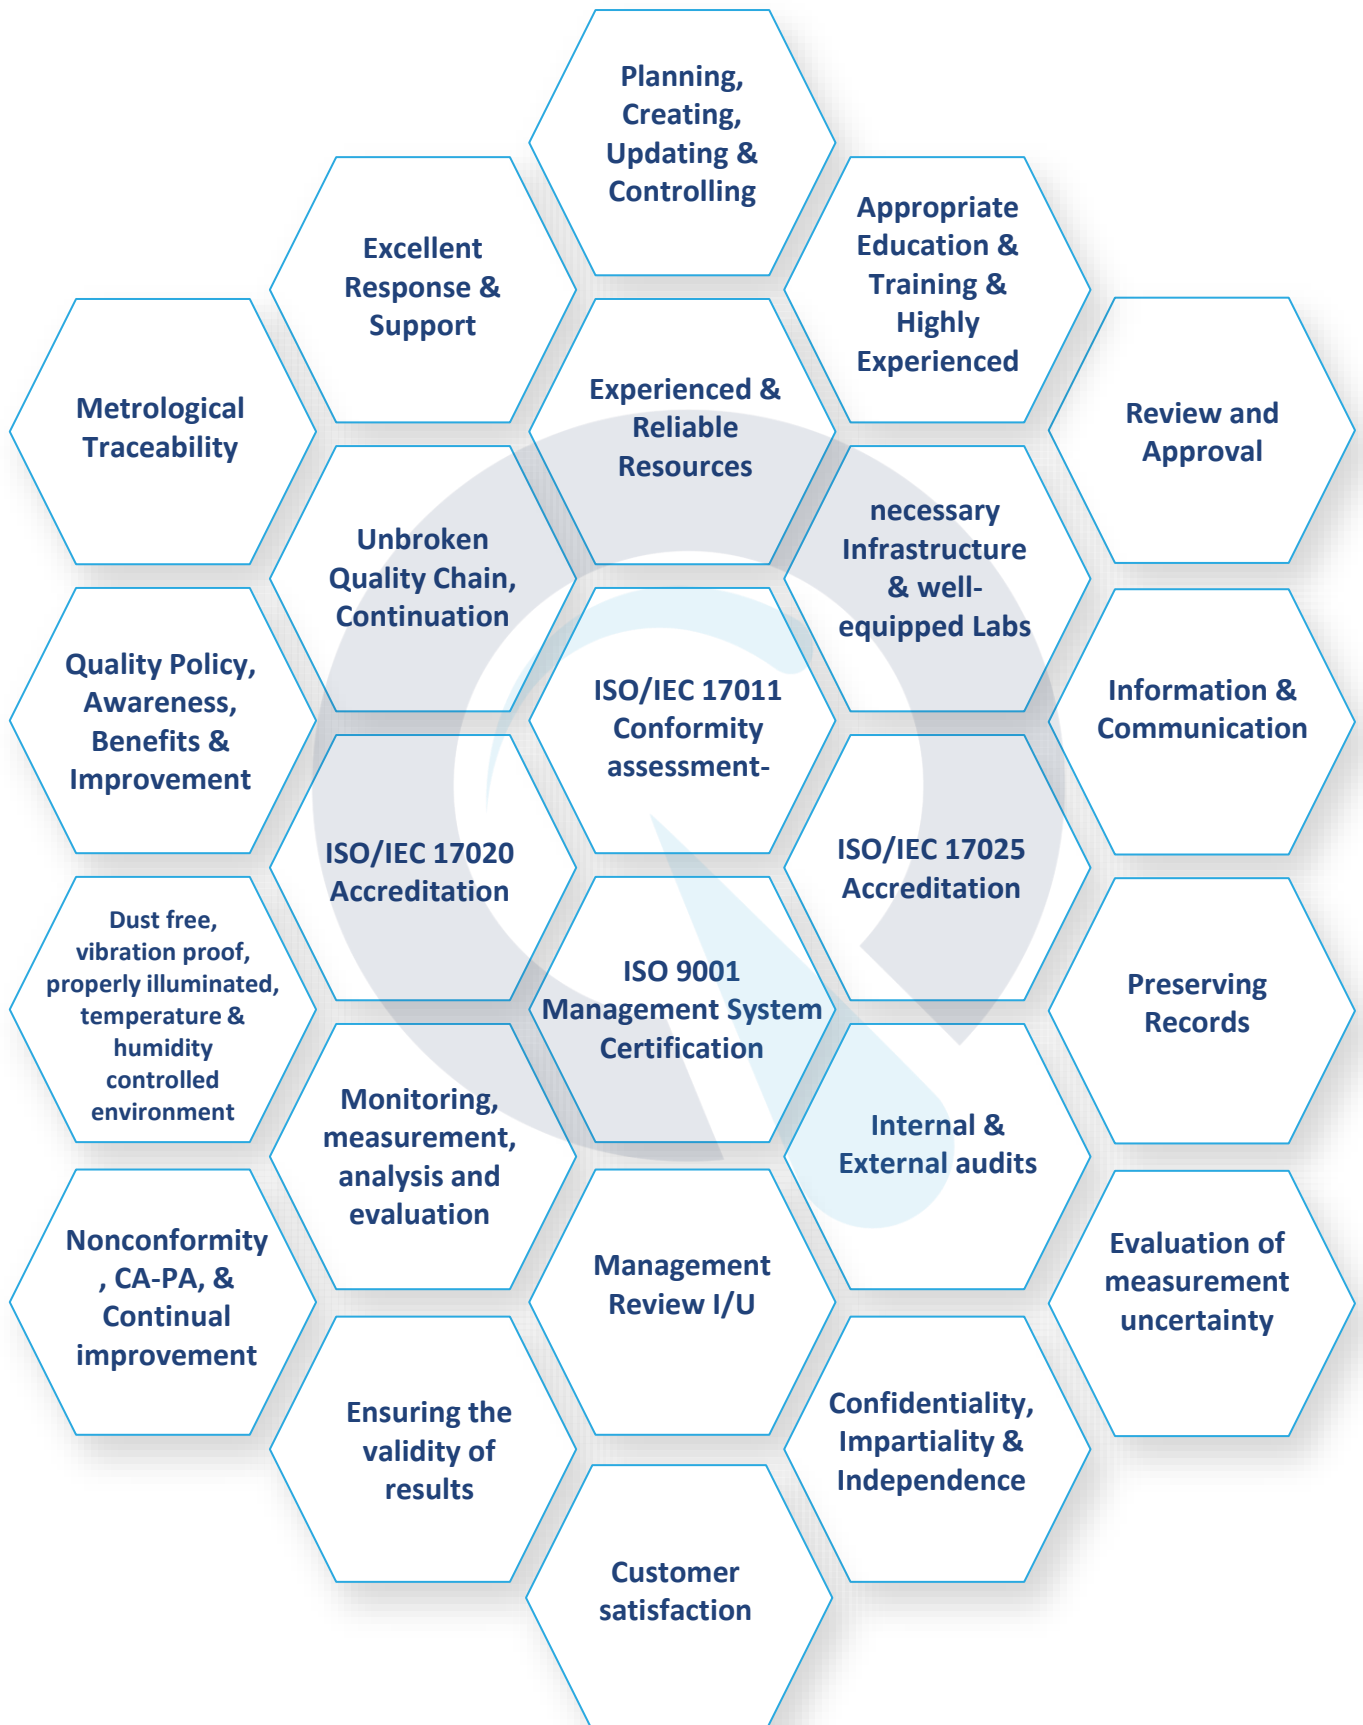 Planning,
Creating,
Updating &
Controlling
Excellent
Response &
Support
Appropriate
Education &
Training &
Highly
Experienced
Metrological
Traceability
Experienced &
Reliable
Resources
Review and
Approval
Unbroken
Quality Chain,
Continuation
necessary
Infrastructure
& well-
equipped Labs
Quality Policy,
Awareness,
Benefits &
Improvement
ISO/IEC 17011
Conformity
assessment-
Information &
Communication
ISO/IEC 17020
Accreditation
ISO/IEC 17025
Accreditation
Dust free,
vibration proof,
properly illuminated,
temperature &
humidity
controlled
environment
ISO 9001
Management System
Certification
Preserving
Records
Monitoring,
measurement,
analysis and
evaluation
Internal &
External audits
Nonconformity
, CA-PA, &
Continual
improvement
Management
Review I/U
Evaluation of
measurement
uncertainty
Ensuring the
validity of
results
Confidentiality,
Impartiality &
Independence
Customer
satisfaction